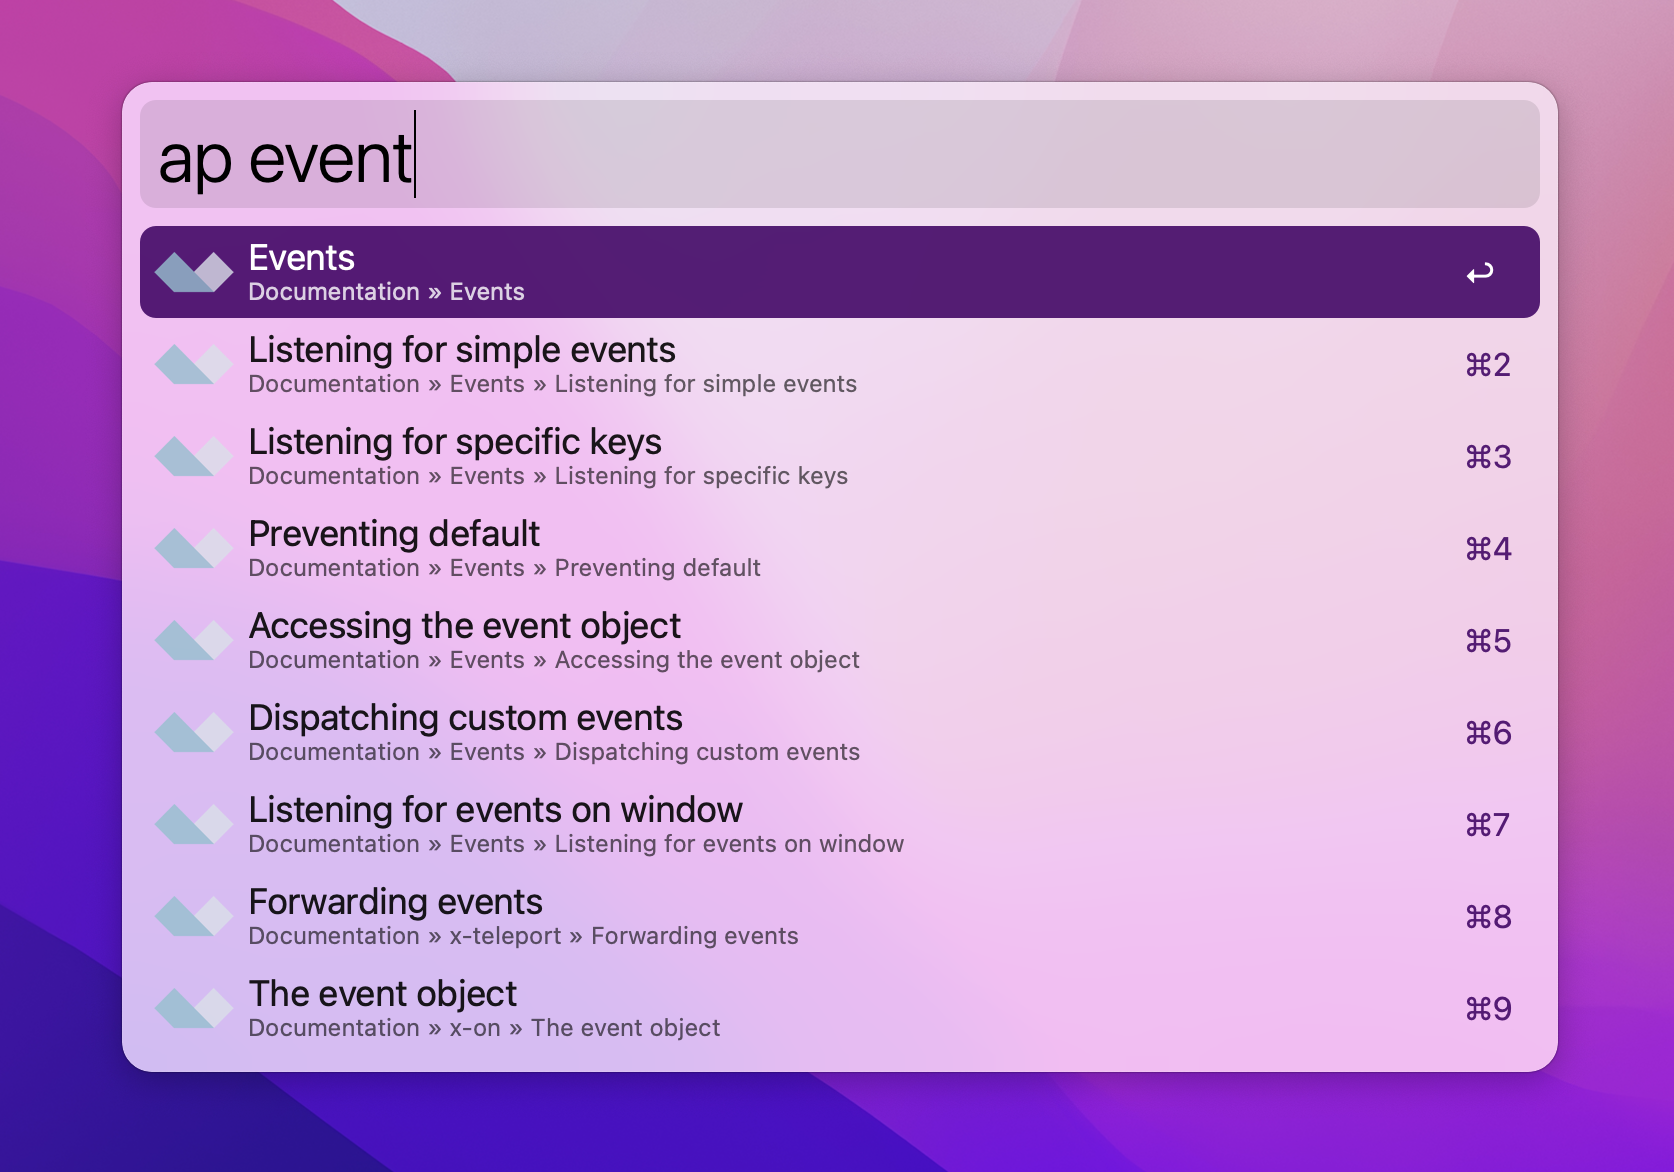 ap event
Events
Documentation » Events
Listening for simple events
Documentation » Events » Listening for simple events
⌘2
Listening for specific keys
Documentation » Events » Listening for specific keys
⌘3
Preventing default
Documentation » Events » Preventing default
⌘4
Accessing the event object
Documentation » Events » Accessing the event object
⌘5
Dispatching custom events
Documentation » Events » Dispatching custom events
⌘6
Listening for events on window
Documentation » Events » Listening for events on window
⌘7
Forwarding events
Documentation » x-teleport » Forwarding events
⌘8
The event object
Documentation » x-on » The event object
⌘9